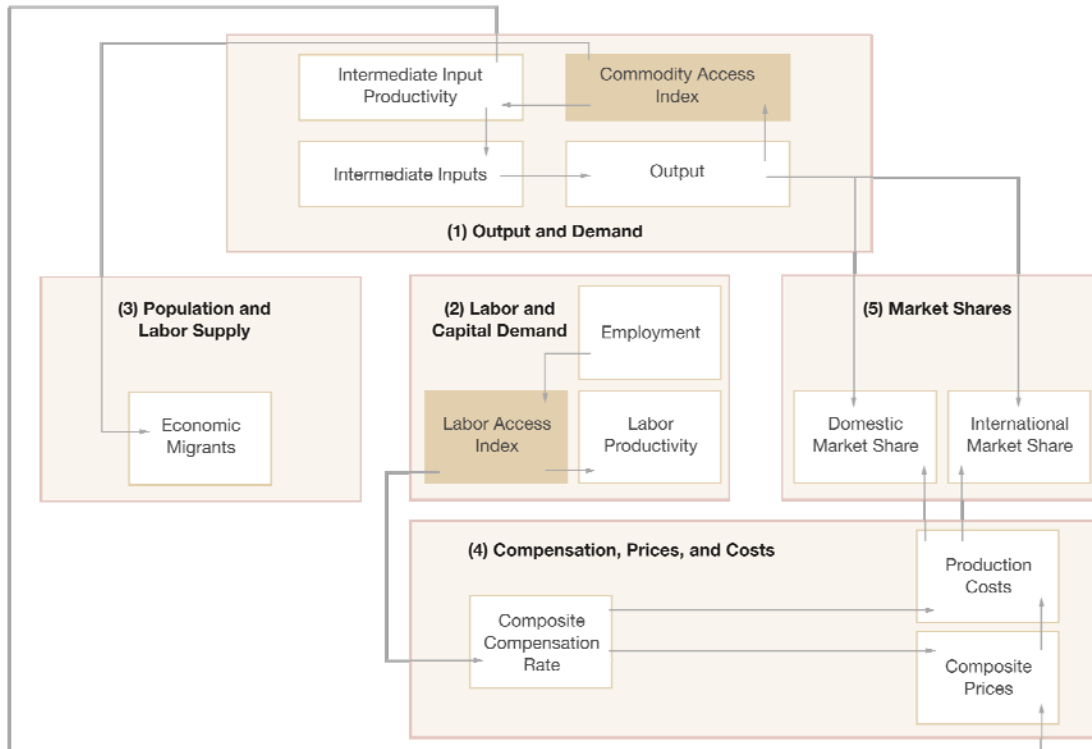 Intermediate Input
Productivity
Commodity Access
Index
Intermediate Inputs
Output
(1) Output and Demand
(3) Population and
Labor Supply
Economic
Migrants
(2) Labor and
Capital Demand
Employment
Labor Access
Index
Labor
Productivity
(5) Market Shares
Domestic
Market Share
International
Market Share
(4) Compensation, Prices, and Costs
Composite
Compensation
Rate
Production
Costs
Composite
Prices